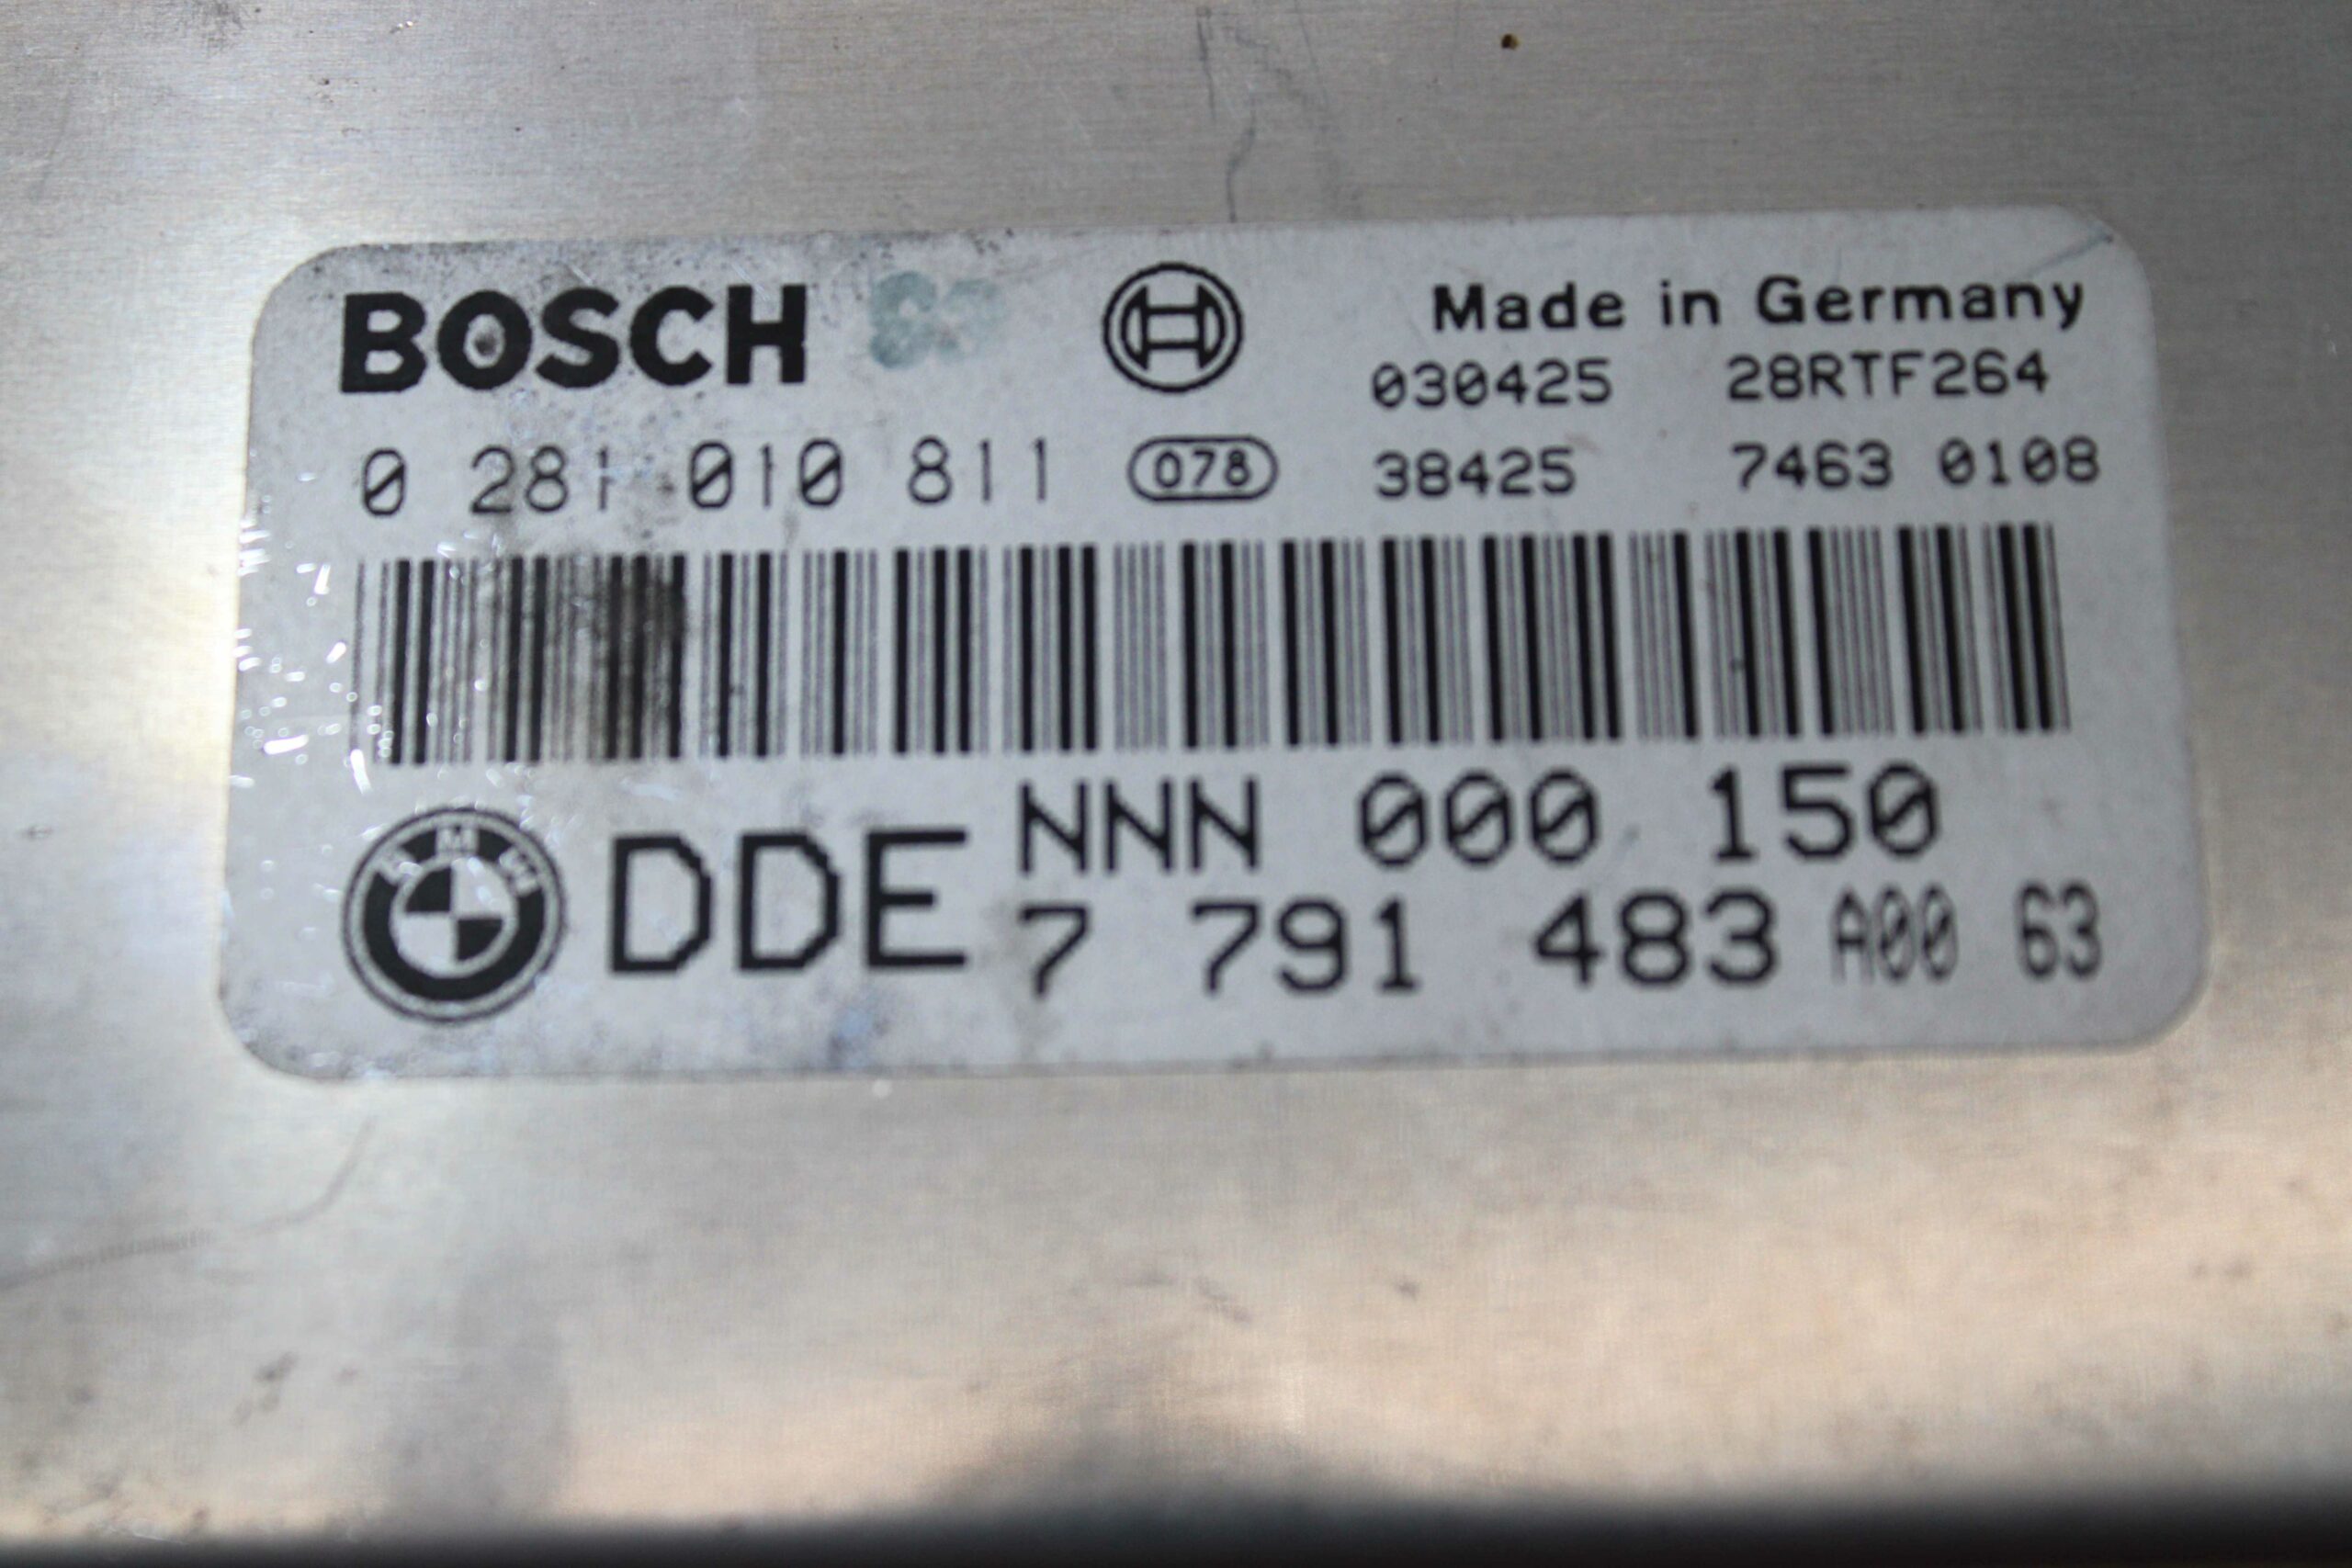 BOSCH
Made in Germany
030425 28RTF264
0 281 010 811 078 38425 7463 0108
BMW DDE NNN 000 150
7 791 483 A00 63